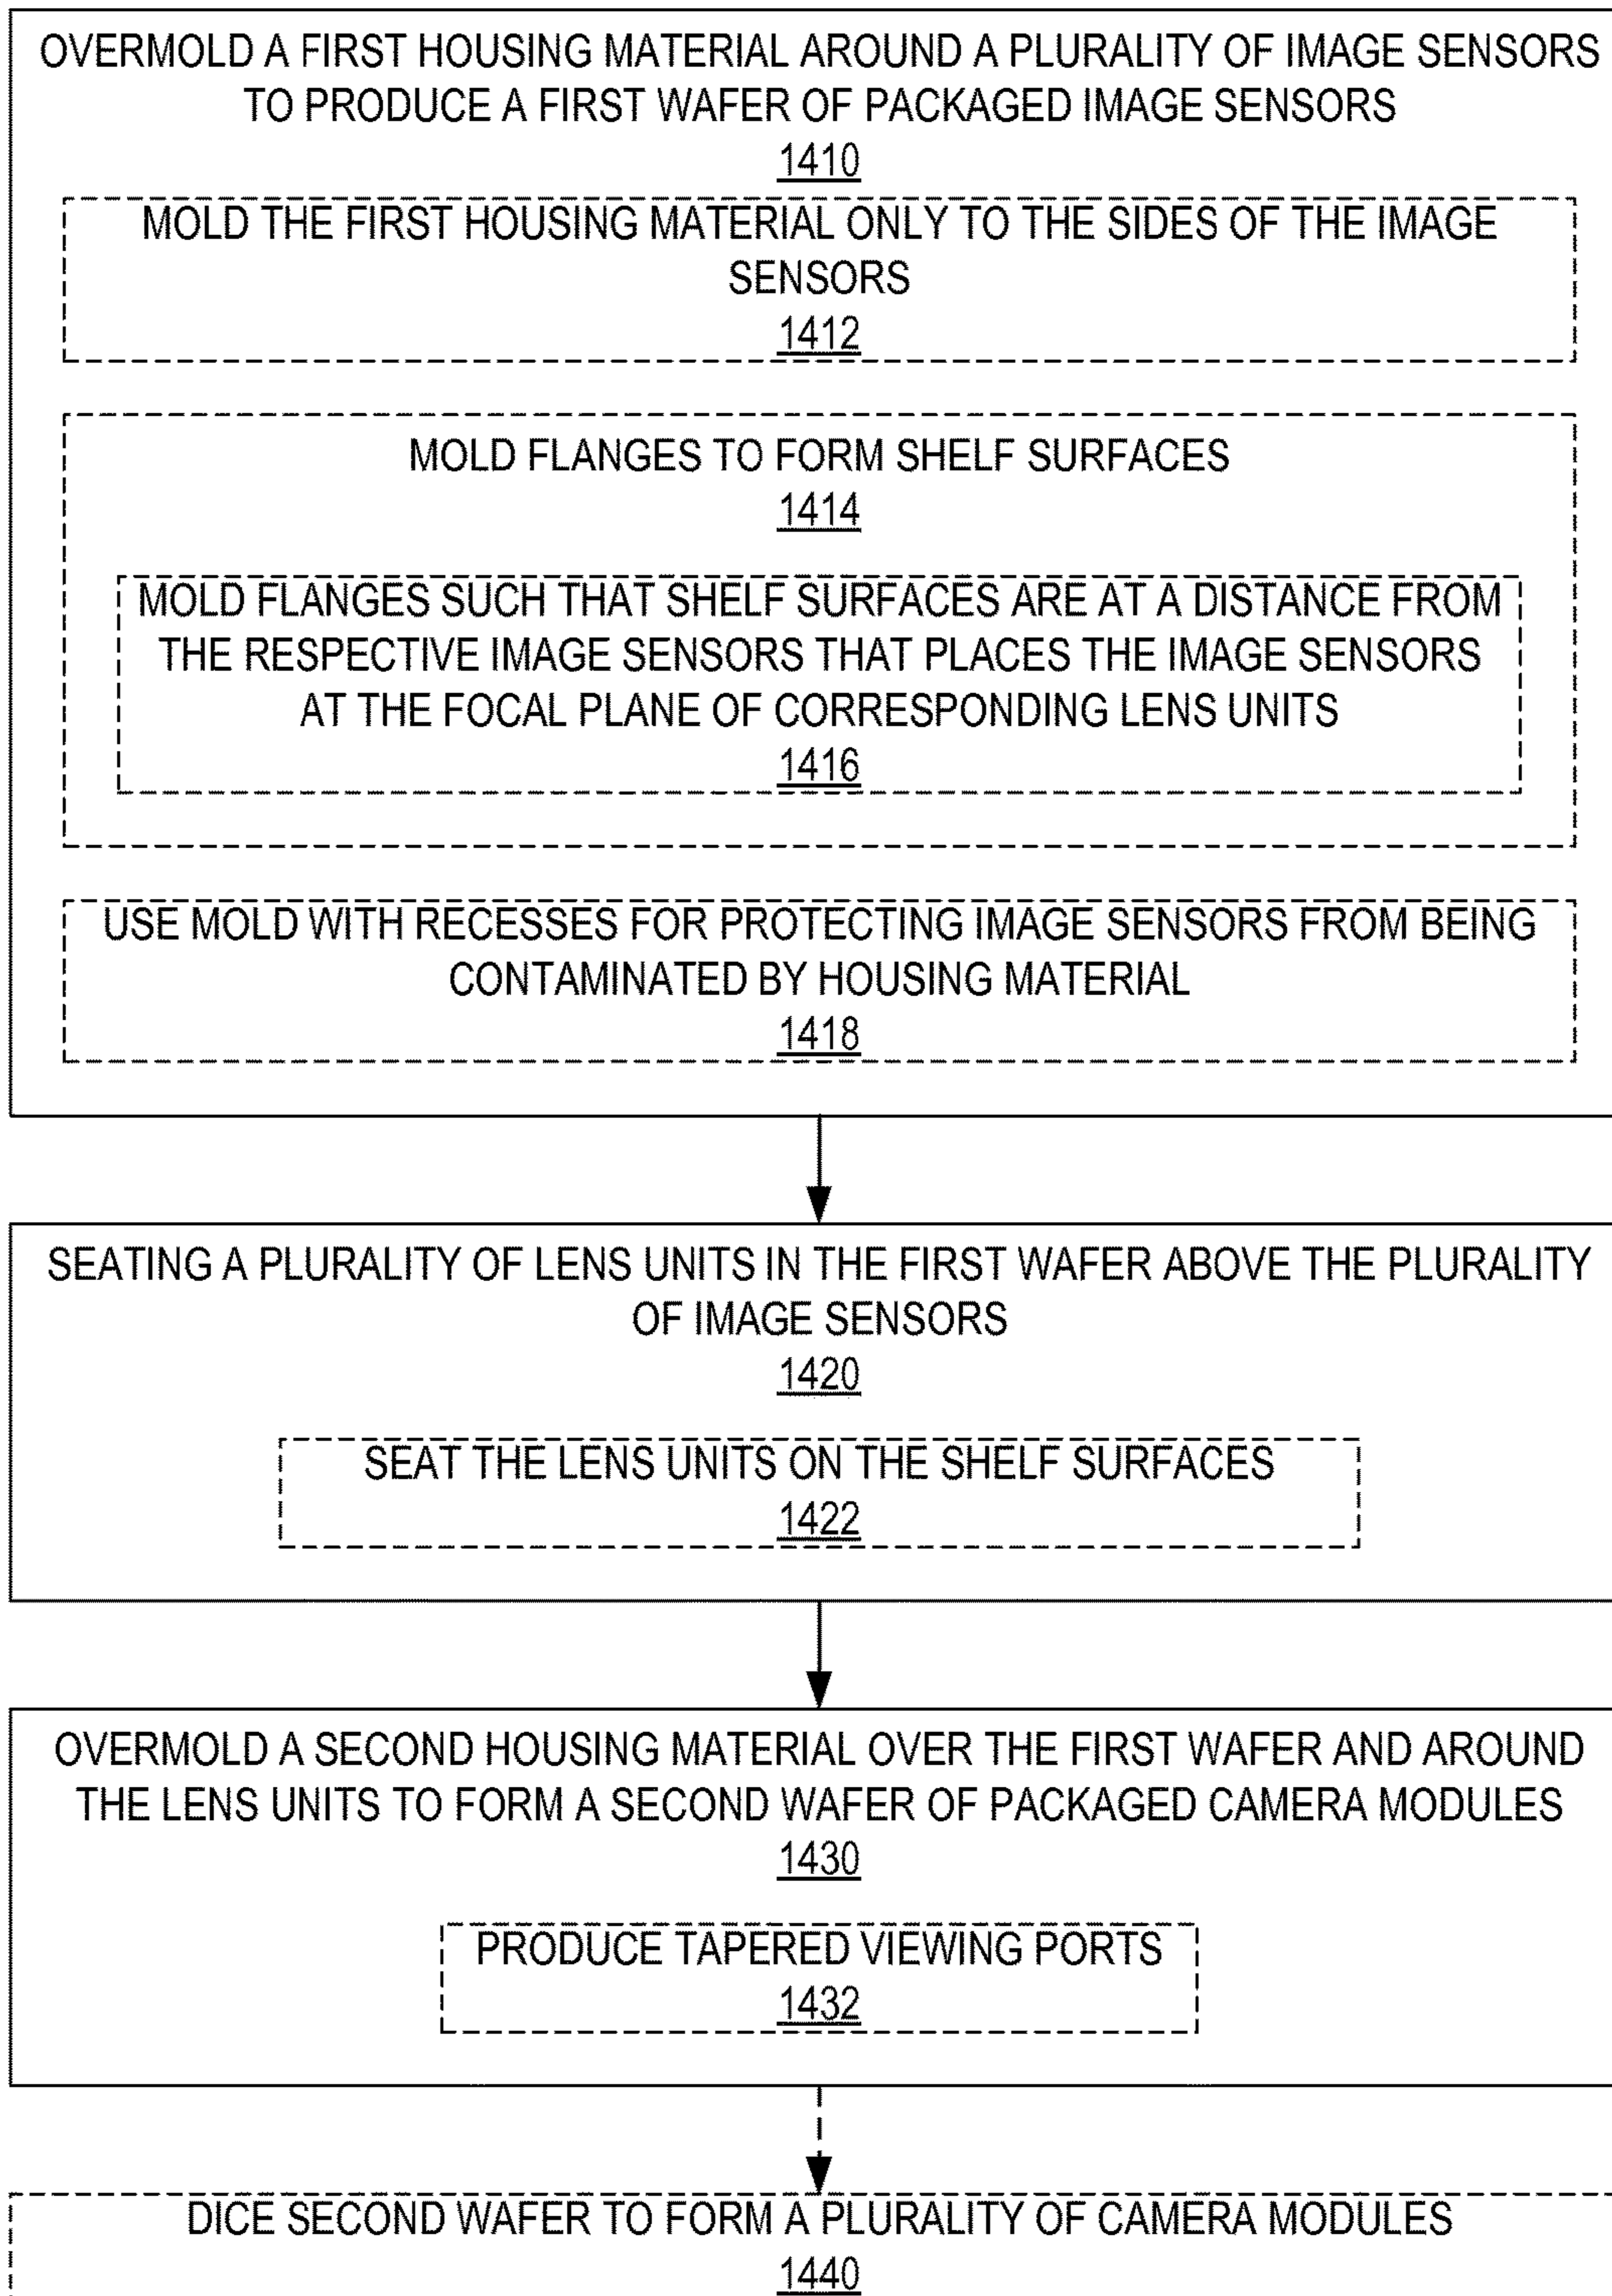 OVERMOLD A FIRST HOUSING MATERIAL AROUND A PLURALITY OF IMAGE SENSORS
TO PRODUCE A FIRST WAFER OF PACKAGED IMAGE SENSORS
1410
MOLD THE FIRST HOUSING MATERIAL ONLY TO THE SIDES OF THE IMAGE
SENSORS
1412
MOLD FLANGES TO FORM SHELF SURFACES
1414
MOLD FLANGES SUCH THAT SHELF SURFACES ARE AT A DISTANCE FROM
THE RESPECTIVE IMAGE SENSORS THAT PLACES THE IMAGE SENSORS
AT THE FOCAL PLANE OF CORRESPONDING LENS UNITS
1416
USE MOLD WITH RECESSES FOR PROTECTING IMAGE SENSORS FROM BEING
CONTAMINATED BY HOUSING MATERIAL
1418
SEATING A PLURALITY OF LENS UNITS IN THE FIRST WAFER ABOVE THE PLURALITY
OF IMAGE SENSORS
1420
SEAT THE LENS UNITS ON THE SHELF SURFACES
1422
OVERMOLD A SECOND HOUSING MATERIAL OVER THE FIRST WAFER AND AROUND
THE LENS UNITS TO FORM A SECOND WAFER OF PACKAGED CAMERA MODULES
1430
PRODUCE TAPERED VIEWING PORTS
1432
DICE SECOND WAFER TO FORM A PLURALITY OF CAMERA MODULES
1440